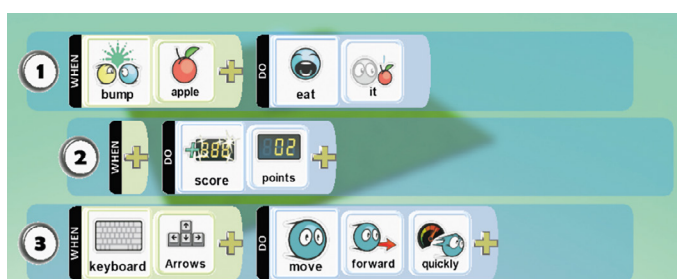 1 WHEN bump apple DO eat it
2 WHEN DO score 02 points
3 WHEN keyboard Arrows DO move forward quickly